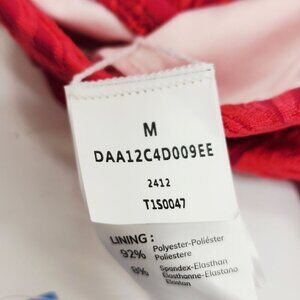 M
DAA12C4D009EE
2412
T1S0047
LINING :
92% Polyester-Poliéster
Poliestere
8% Spandex-Elasthan
Elasthanne-Elastano
Elastan